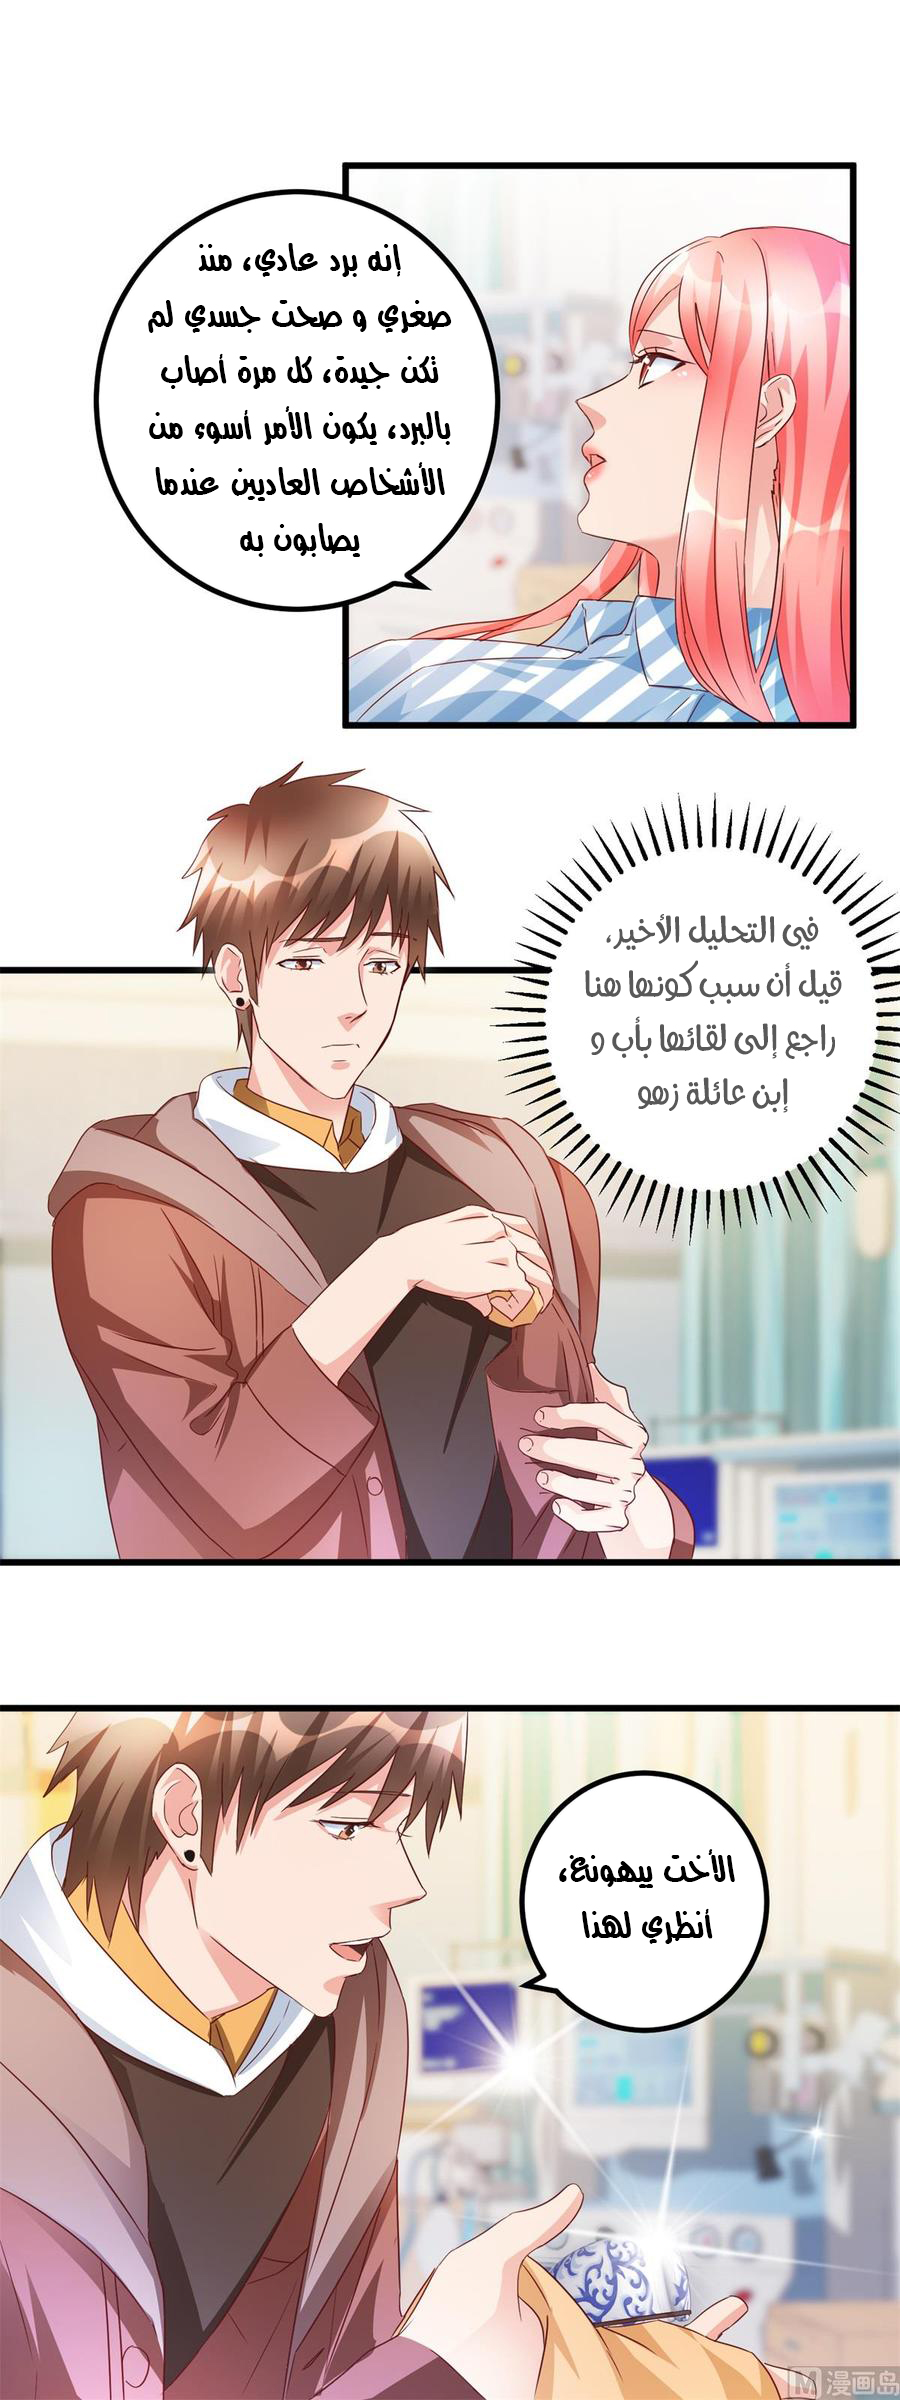 إنه برد عادي، منذ
صغري و صحت جسدي لم
تكن جيدة، كل مرة أصاب
بالبرد، يكون الأمر أسوء من
الأشخاص العاديين عندما
يصابون به
في التحليل الأخير،
قيل أن سبب كونها هنا
راجع إلى لقائها بأب و
إبن عائلة زهو
الأخت ييهونغ،
أنظري لهذا
漫画岛